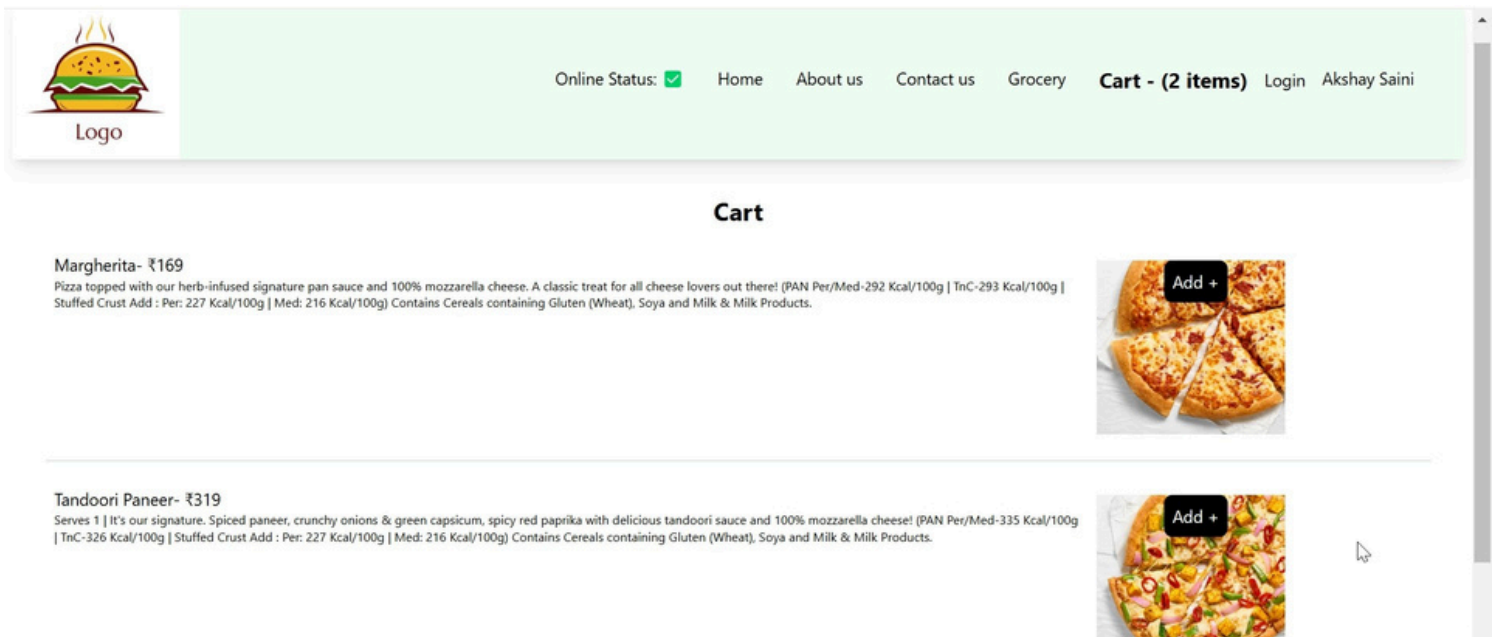 Logo
Online Status: ✅ Home About us Contact us Grocery Cart - (2 items) Login Akshay Saini
Cart
Margherita- ₹169
Pizza topped with our herb-infused signature pan sauce and 100% mozzarella cheese. A classic treat for all cheese lovers out there! (PAN Per/Med-292 Kcal/100g | TnC-293 Kcal/100g |
Stuffed Crust Add : Per: 227 Kcal/100g | Med: 216 Kcal/100g) Contains Cereals containing Gluten (Wheat), Soya and Milk & Milk Products.
Add +
Tandoori Paneer- ₹319
Serves 1 | It's our signature. Spiced paneer, crunchy onions & green capsicum, spicy red paprika with delicious tandoori sauce and 100% mozzarella cheese! (PAN Per/Med-335 Kcal/100g
| TnC-326 Kcal/100g | Stuffed Crust Add : Per: 227 Kcal/100g | Med: 216 Kcal/100g) Contains Cereals containing Gluten (Wheat), Soya and Milk & Milk Products.
Add +